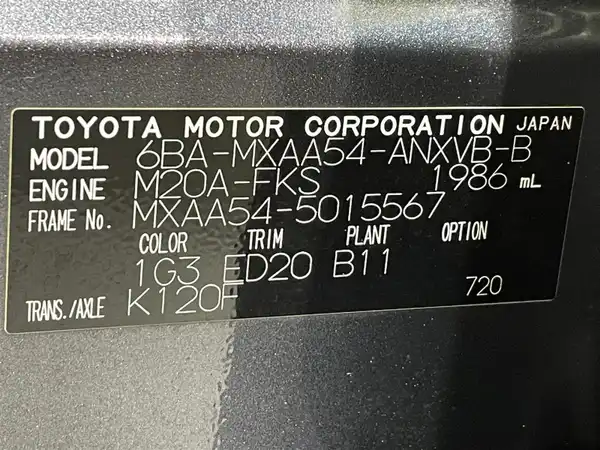 TOYOTA MOTOR CORPORATION JAPAN
MODEL 6BA-MXAA54-ANXVB-B
ENGINE M20A-FKS 1986 mL
FRAME No. MXAA54-5015567
COLOR TRIM PLANT OPTION
1G3 ED20 B11
TRANS./AXLE K120F 720